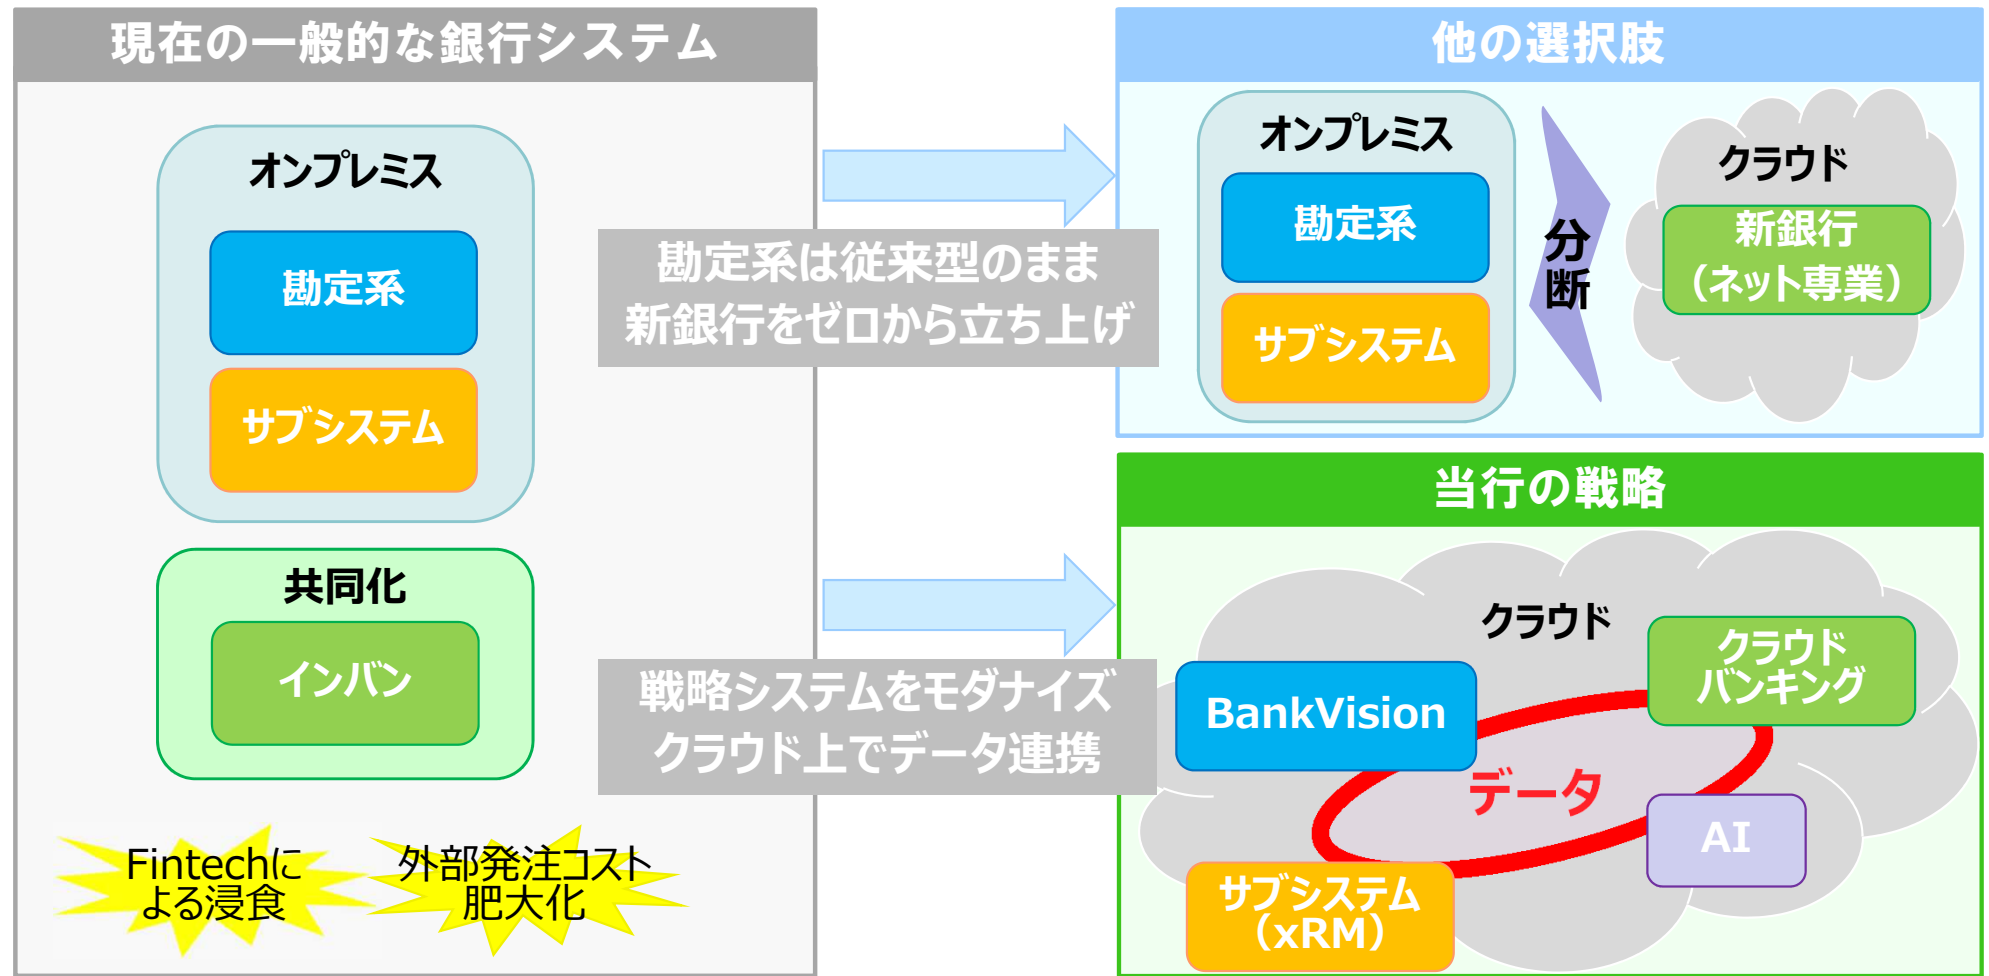 現在の一般的な銀行システム
オンプレミス
勘定系
サブシステム
共同化
インバン
Fintechに
よる浸食
外部発注コスト
肥大化
勘定系は従来型のまま
新銀行をゼロから立ち上げ
戦略システムをモダナイズ
クラウド上でデータ連携
他の選択肢
オンプレミス
勘定系
サブシステム
分
断
クラウド
新銀行
（ネット専業）
当行の戦略
クラウド
BankVision
クラウド
バンキング
データ
AI
サブシステム
（xRM）